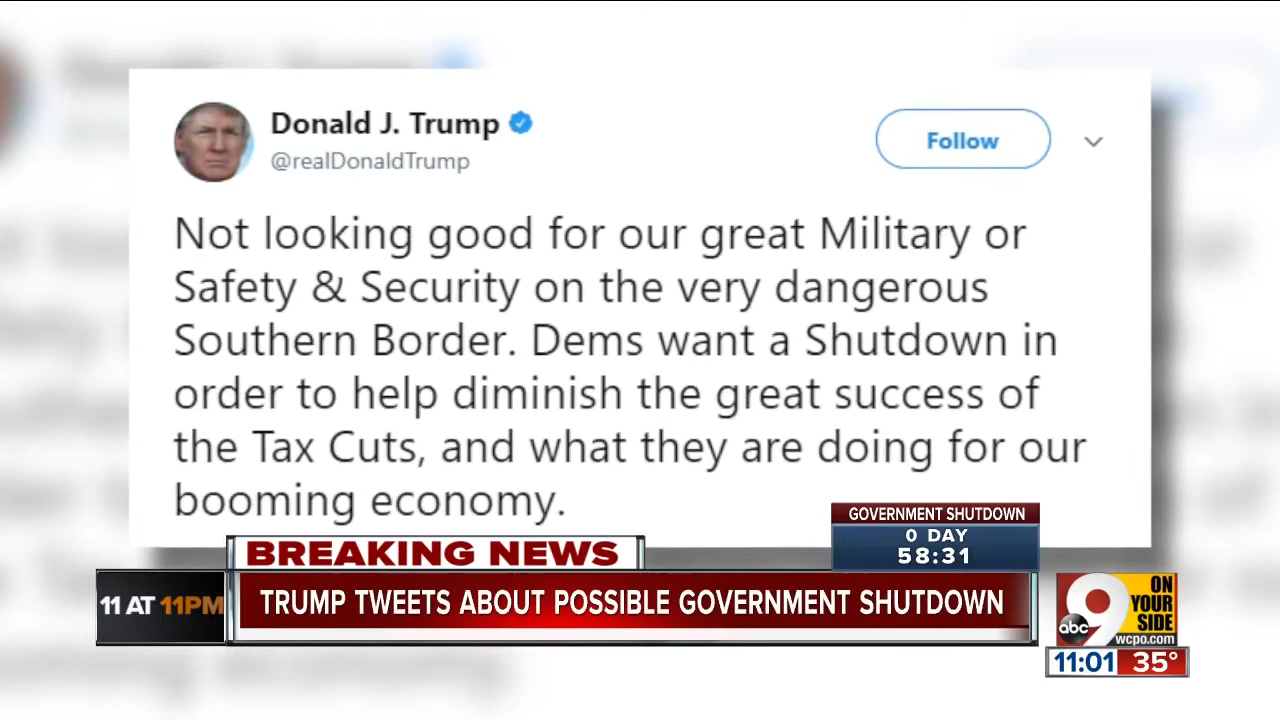 Donald J. Trump
@realDonaldTrump
Follow
Not looking good for our great Military or
Safety & Security on the very dangerous
Southern Border. Dems want a Shutdown in
order to help diminish the great success of
the Tax Cuts, and what they are doing for our
booming economy.
GOVERNMENT SHUTDOWN
0 DAY
58:31
BREAKING NEWS
11 AT 11PM
TRUMP TWEETS ABOUT POSSIBLE GOVERNMENT SHUTDOWN
abc 9
ON
YOUR
SIDE
wcpo.com
11:01 35°